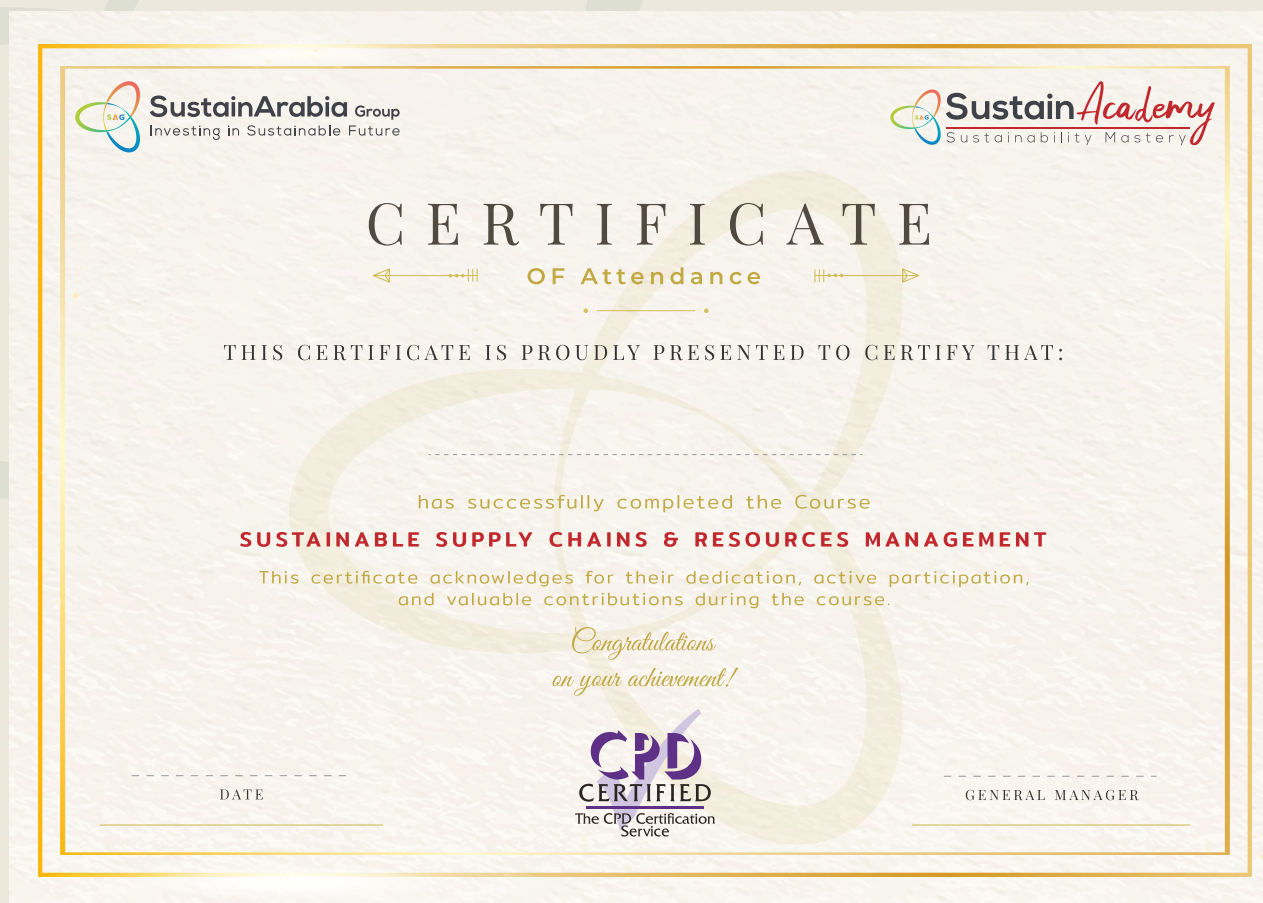 SAG
SustainArabia Group
Investing in Sustainable Future
SAG
Sustain Academy
Sustainability Mastery
CERTIFICATE
OF Attendance
THIS CERTIFICATE IS PROUDLY PRESENTED TO CERTIFY THAT:
has successfully completed the Course
SUSTAINABLE SUPPLY CHAINS & RESOURCES MANAGEMENT
This certificate acknowledges for their dedication, active participation,
and valuable contributions during the course.
Congratulations
on your achievement!
CPD
CERTIFIED
The CPD Certification
Service
DATE
GENERAL MANAGER